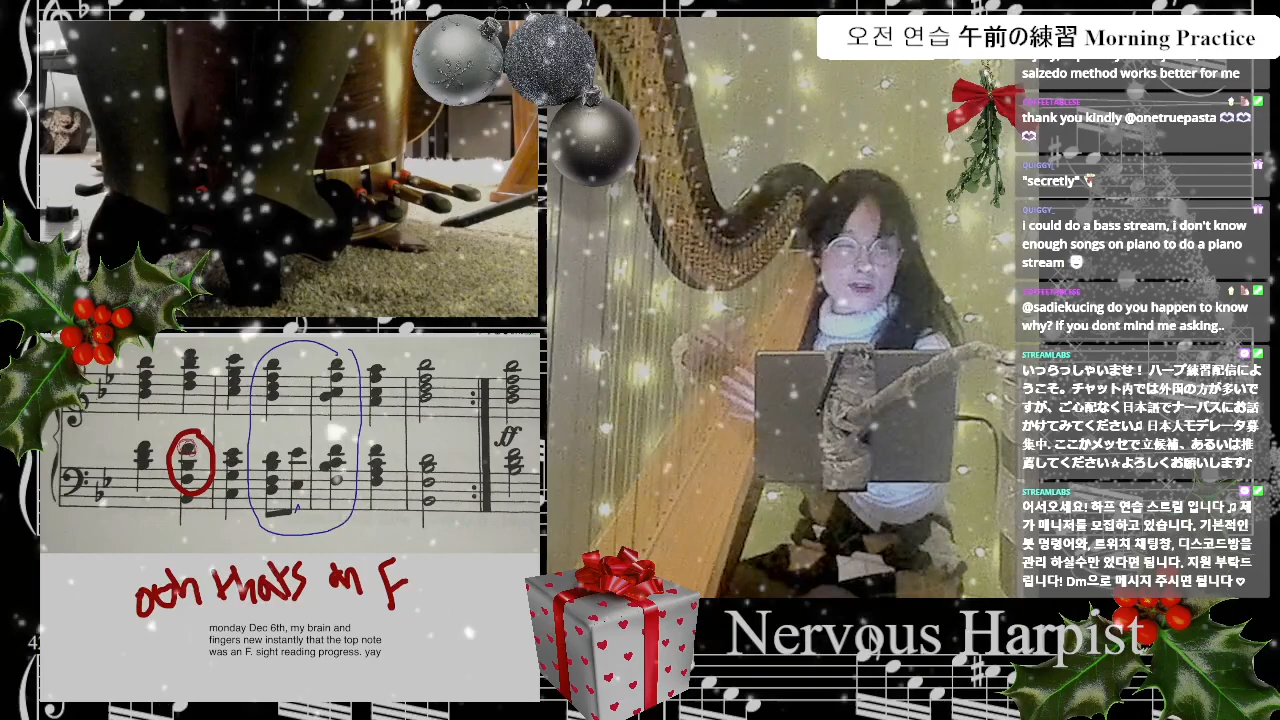 오전 연습 午前の練習 Morning Practice
salzedo method works better for me
COFFEETABLESE
thank you kindly @onetruepasta
QUIGGY_
"secretly"
QUIGGY_
i could do a bass stream, i don't know
enough songs on piano to do a piano
stream
COFFEETABLESE
@sadiekucing do you happen to know
why? If you dont mind me asking..
STREAMLABS
いらっしゃいませ！ ハープ練習配信によ
うこそ。チャット内では外国の方が多いで
すが、ご心配なく日本語でナーバスにお話
かけてみてください♫ 日本人モデレータ募
集中. ここかメッセで立候補、あるいは推
薦してください☆よろしくお願いします♪
STREAMLABS
어서오세요! 하프 연습 스트림 입니다 ♫ 제
가 매니저를 모집하고 있습니다. 기본적인
봇 명령어와, 트위치 채팅창, 디스코드방을
관리 하실수만 있다면 됩니다. 지원 부탁드
립니다! Dm으로 메시지 주시면 됩니다 ♡
ff
ooh thats an F
monday Dec 6th, my brain and
fingers new instantly that the top note
was an F. sight reading progress. yay
Nervous Harpist